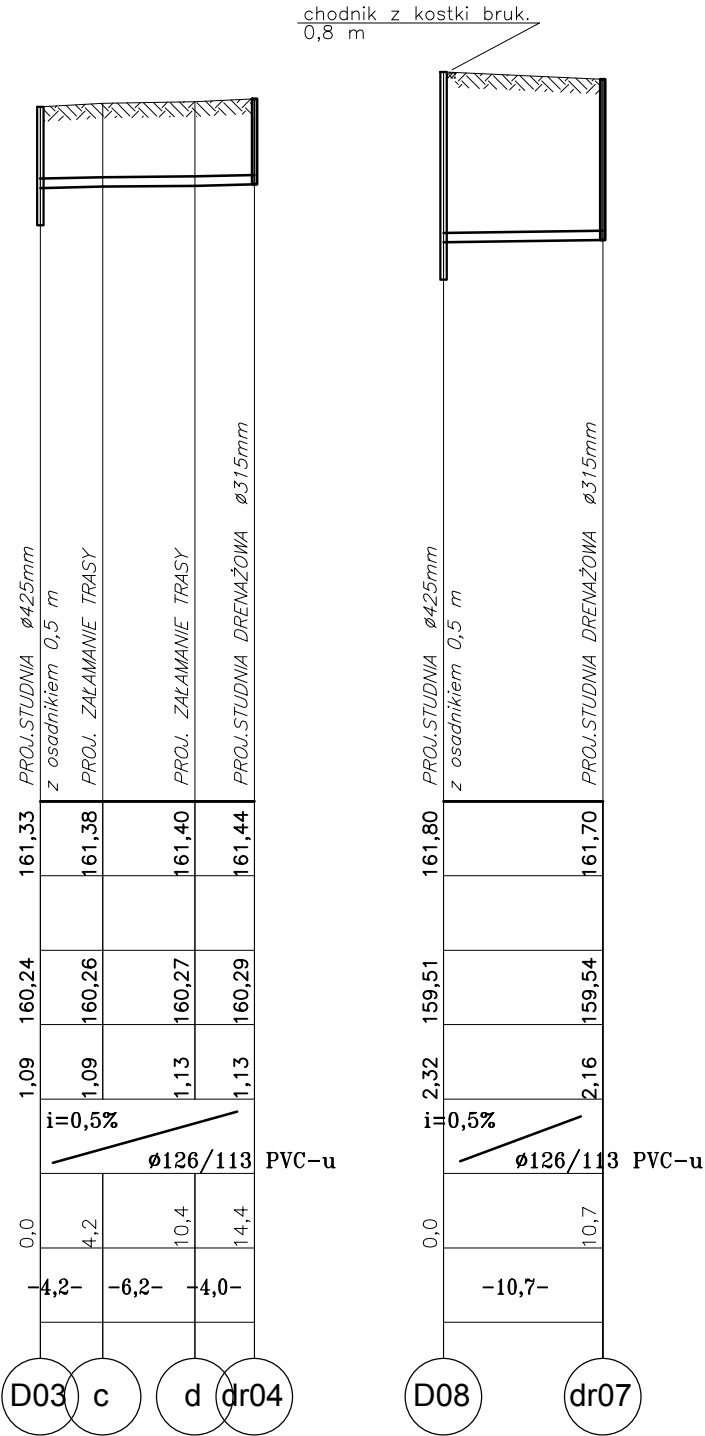 chodnik z kostki bruk.
0,8 m
PROJ.STUDNIA ø425mm
z osadnikiem 0,5 m
PROJ. ZAŁAMANIE TRASY
PROJ. ZAŁAMANIE TRASY
PROJ.STUDNIA DRENAŻOWA ø315mm
PROJ.STUDNIA ø425mm
z osadnikiem 0,5 m
PROJ.STUDNIA DRENAŻOWA ø315mm
161,33 161,38 161,40 161,44 161,80 161,70
160,24 160,26 160,27 160,29 159,51 159,54
1,09 1,09 1,13 1,13 2,32 2,16
i=0,5% i=0,5%
ø126/113 PVC-u ø126/113 PVC-u
0,0 4,2 10,4 14,4 0,0 10,7
-4,2- -6,2- -4,0- -10,7-
D03 c d dr04 D08 dr07